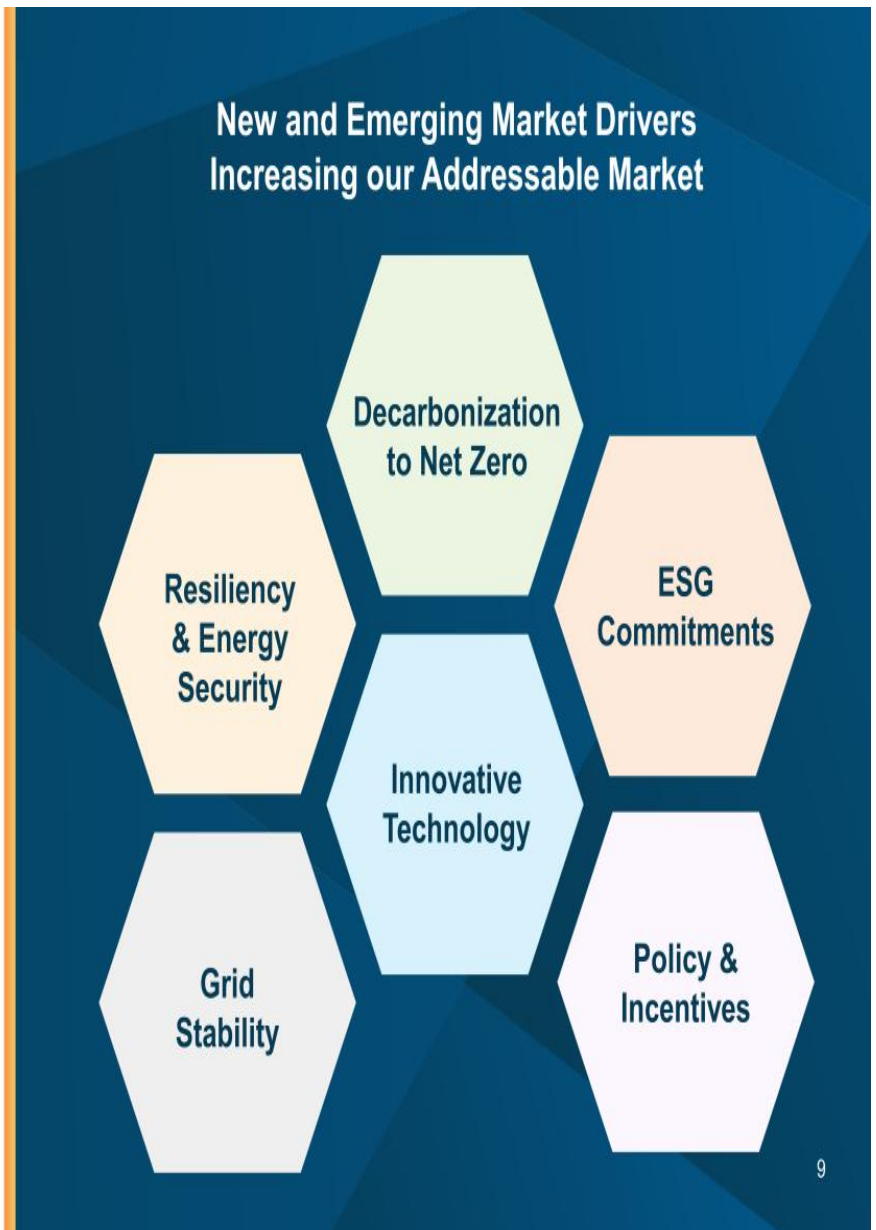 New and Emerging Market Drivers
Increasing our Addressable Market
Decarbonization
to Net Zero
Resiliency
& Energy
Security
ESG
Commitments
Innovative
Technology
Grid
Stability
Policy &
Incentives
9